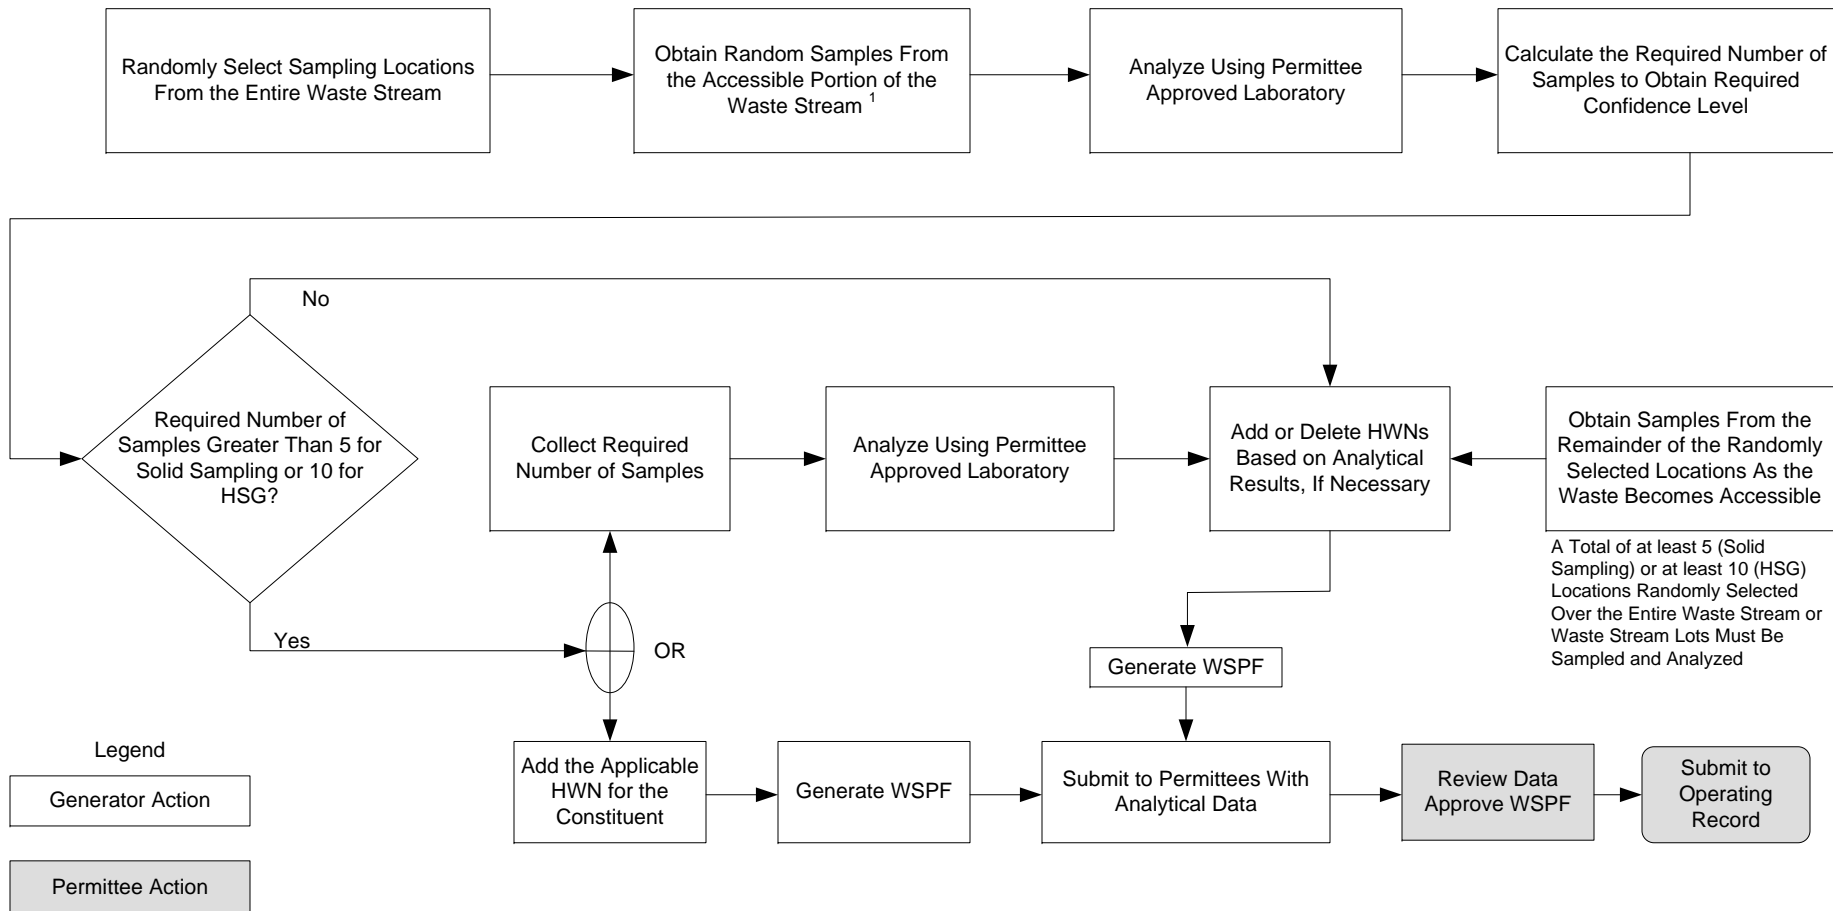 Randomly Select Sampling Locations
From the Entire Waste Stream
Obtain Random Samples From
the Accessible Portion of the
Waste Stream 1
Analyze Using Permittee
Approved Laboratory
Calculate the Required Number of
Samples to Obtain Required
Confidence Level
No
Required Number of
Samples Greater Than 5 for
Solid Sampling or 10 for
HSG?
Collect Required
Number of Samples
Analyze Using Permittee
Approved Laboratory
Add or Delete HWNs
Based on Analytical
Results, If Necessary
Obtain Samples From the
Remainder of the Randomly
Selected Locations As the
Waste Becomes Accessible
A Total of at least 5 (Solid
Sampling) or at least 10 (HSG)
Locations Randomly Selected
Over the Entire Waste Stream or
Waste Stream Lots Must Be
Sampled and Analyzed
Yes
OR
Generate WSPF
Legend
Generator Action
Permittee Action
Add the Applicable
HWN for the
Constituent
Generate WSPF
Submit to Permittees With
Analytical Data
Review Data
Approve WSPF
Submit to
Operating
Record